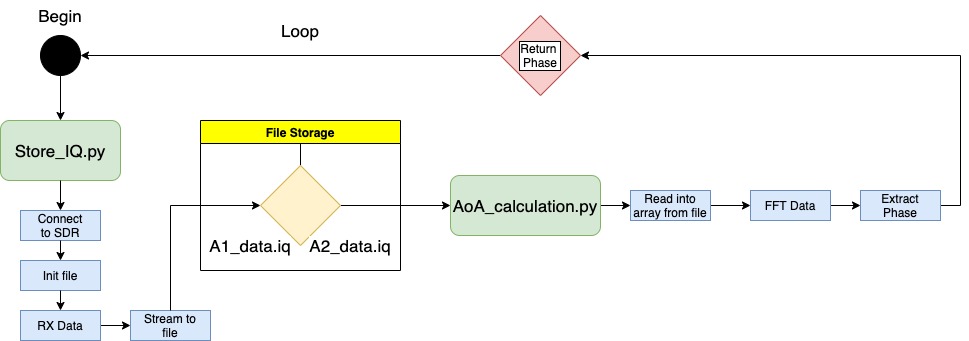 Begin
Loop
Return
Phase
Store_IQ.py
File Storage
A1_data.iq
A2_data.iq
AoA_calculation.py
Read into
array from file
FFT Data
Extract
Phase
Connect
to SDR
Init file
RX Data
Stream to
file